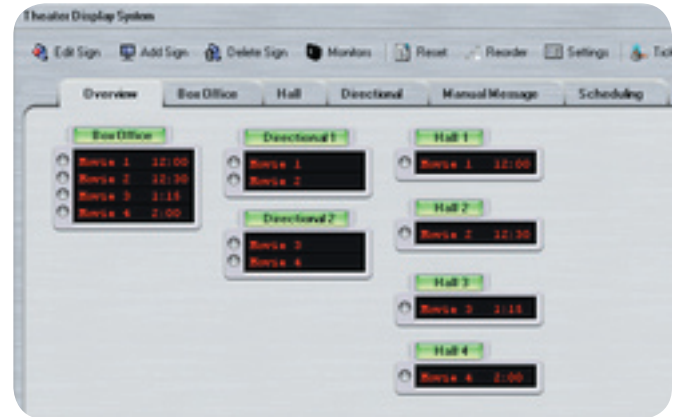 Theater Display System
Edit Sign Add Sign Delete Sign Monitors Reset Reorder Settings
Overview Box Office Hall Directional Manual Message Scheduling
Box Office
Movie 1 12:00
Movie 2 12:30
Movie 3 1:15
Movie 4 2:00
Directional 1
Movie 1
Movie 2
Directional 2
Movie 3
Movie 4
Hall 1
Movie 1 12:00
Hall 2
Movie 2 12:30
Hall 3
Movie 3 1:15
Hall 4
Movie 4 2:00